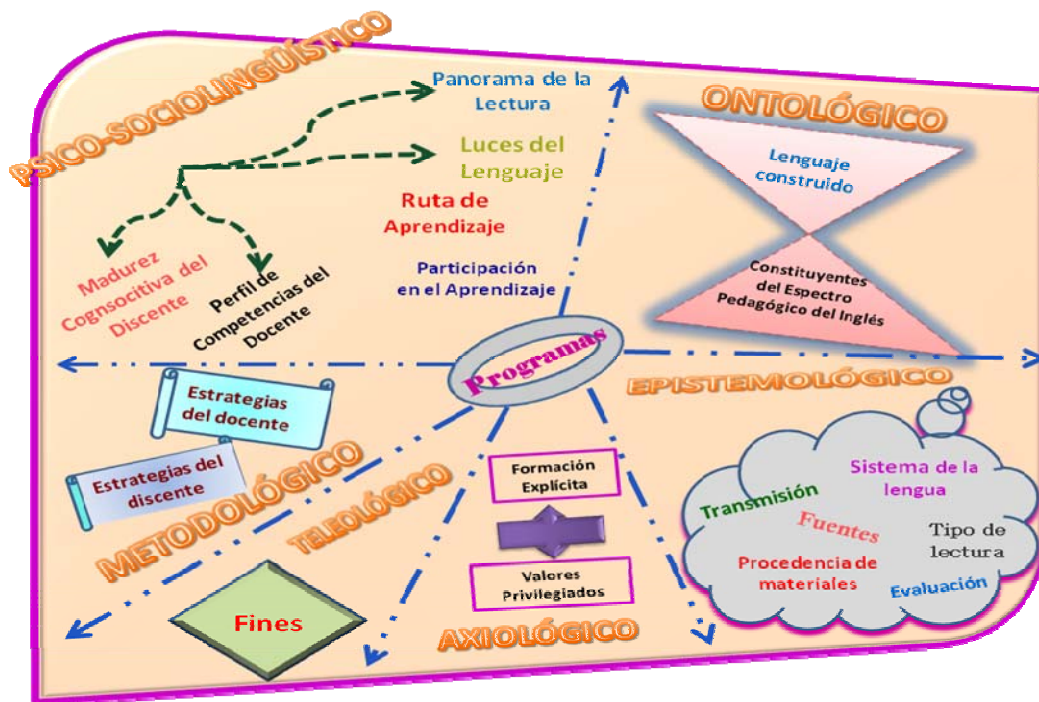 PSICO-SOCIOLINGÜÍSTICO
Panorama de la
Lectura
Luces del
Lenguaje
Ruta de
Aprendizaje
Participación
en el Aprendizaje
Madurez
Cognsocitiva del
Discente
Perfil de
Competencias del
Docente
ONTOLÓGICO
Lenguaje
construido
Constituyentes
del Espectro
Pedagógico del Inglés
Programas
EPISTEMOLÓGICO
Sistema de la
lengua
Transmisión
Fuentes
Tipo de
lectura
Procedencia de
materiales
Evaluación
Estrategias
del docente
Estrategias del
discente
METODOLÓGICO
TELEOLÓGICO
Fines
Formación
Explícita
Valores
Privilegiados
AXIOLÓGICO